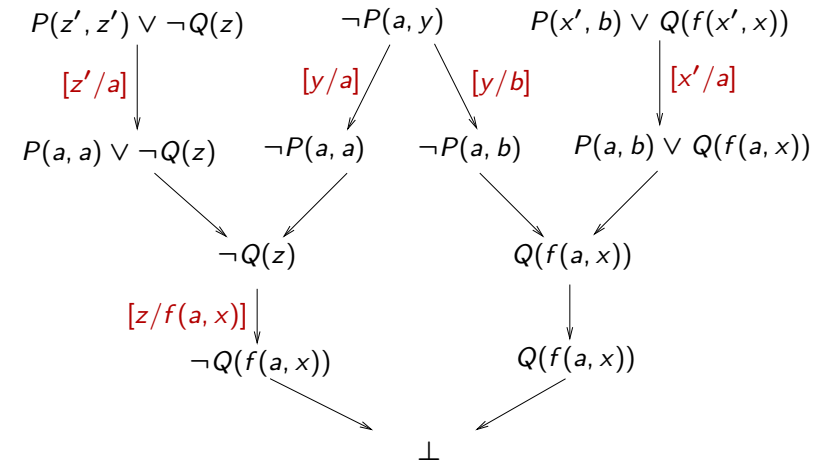 P(z′, z′) ∨ ¬Q(z) ¬P(a, y) P(x′, b) ∨ Q(f(x′, x))
[z′/a] [y/a] [y/b] [x′/a]
P(a, a) ∨ ¬Q(z) ¬P(a, a) ¬P(a, b) P(a, b) ∨ Q(f(a, x))
¬Q(z) Q(f(a, x))
[z/f(a, x)]
¬Q(f(a, x)) Q(f(a, x))
⊥